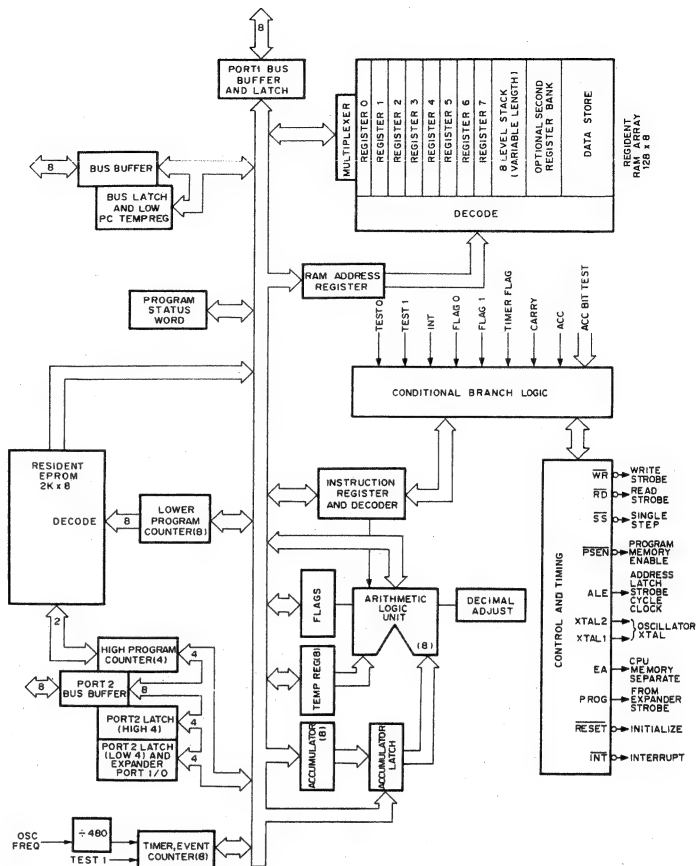 8
PORT1 BUS
BUFFER
AND LATCH
MULTIPLEXER
REGISTER 0
REGISTER 1
REGISTER 2
REGISTER 3
REGISTER 4
REGISTER 5
REGISTER 6
REGISTER 7
8 LEVEL STACK
(VARIABLE LENGTH)
OPTIONAL SECOND
REGISTER BANK
DATA STORE
REGIDENT
RAM ARRAY
128 x 8
DECODE
8
BUS BUFFER
BUS LATCH
AND LOW
PC TEMPREG
RAM ADDRESS
REGISTER
PROGRAM
STATUS
WORD
TEST 0
TEST 1
INT
FLAG 0
FLAG 1
TIMER FLAG
CARRY
ACC
ACC BIT TEST
CONDITIONAL BRANCH LOGIC
RESIDENT
EPROM
2K x 8
DECODE
8
LOWER
PROGRAM
COUNTER(8)
INSTRUCTION
REGISTER
AND DECODER
FLAGS
ARITHMETIC
LOGIC
UNIT
(8)
DECIMAL
ADJUST
TEMP REG(8)
ACCUMULATOR
(8)
ACCUMULATOR
LATCH
2
HIGH PROGRAM
COUNTER(4)
4
8
PORT 2
BUS BUFFER
8
PORT2 LATCH
(HIGH 4)
4
PORT2 LATCH
(LOW 4) AND
EXPANDER
PORT I/O
4
OSC
FREQ
÷480
TEST 1
TIMER, EVENT
COUNTER(8)
CONTROL AND TIMING
WR WRITE
STROBE
RD READ
STROBE
SS SINGLE
STEP
PSEN PROGRAM
MEMORY
ENABLE
ALE ADDRESS
LATCH
STROBE
CYCLE
CLOCK
XTAL2
XTAL1
OSCILLATOR
XTAL
EA CPU
MEMORY
SEPARATE
PROG FROM
EXPANDER
STROBE
RESET INITIALIZE
INT INTERRUPT